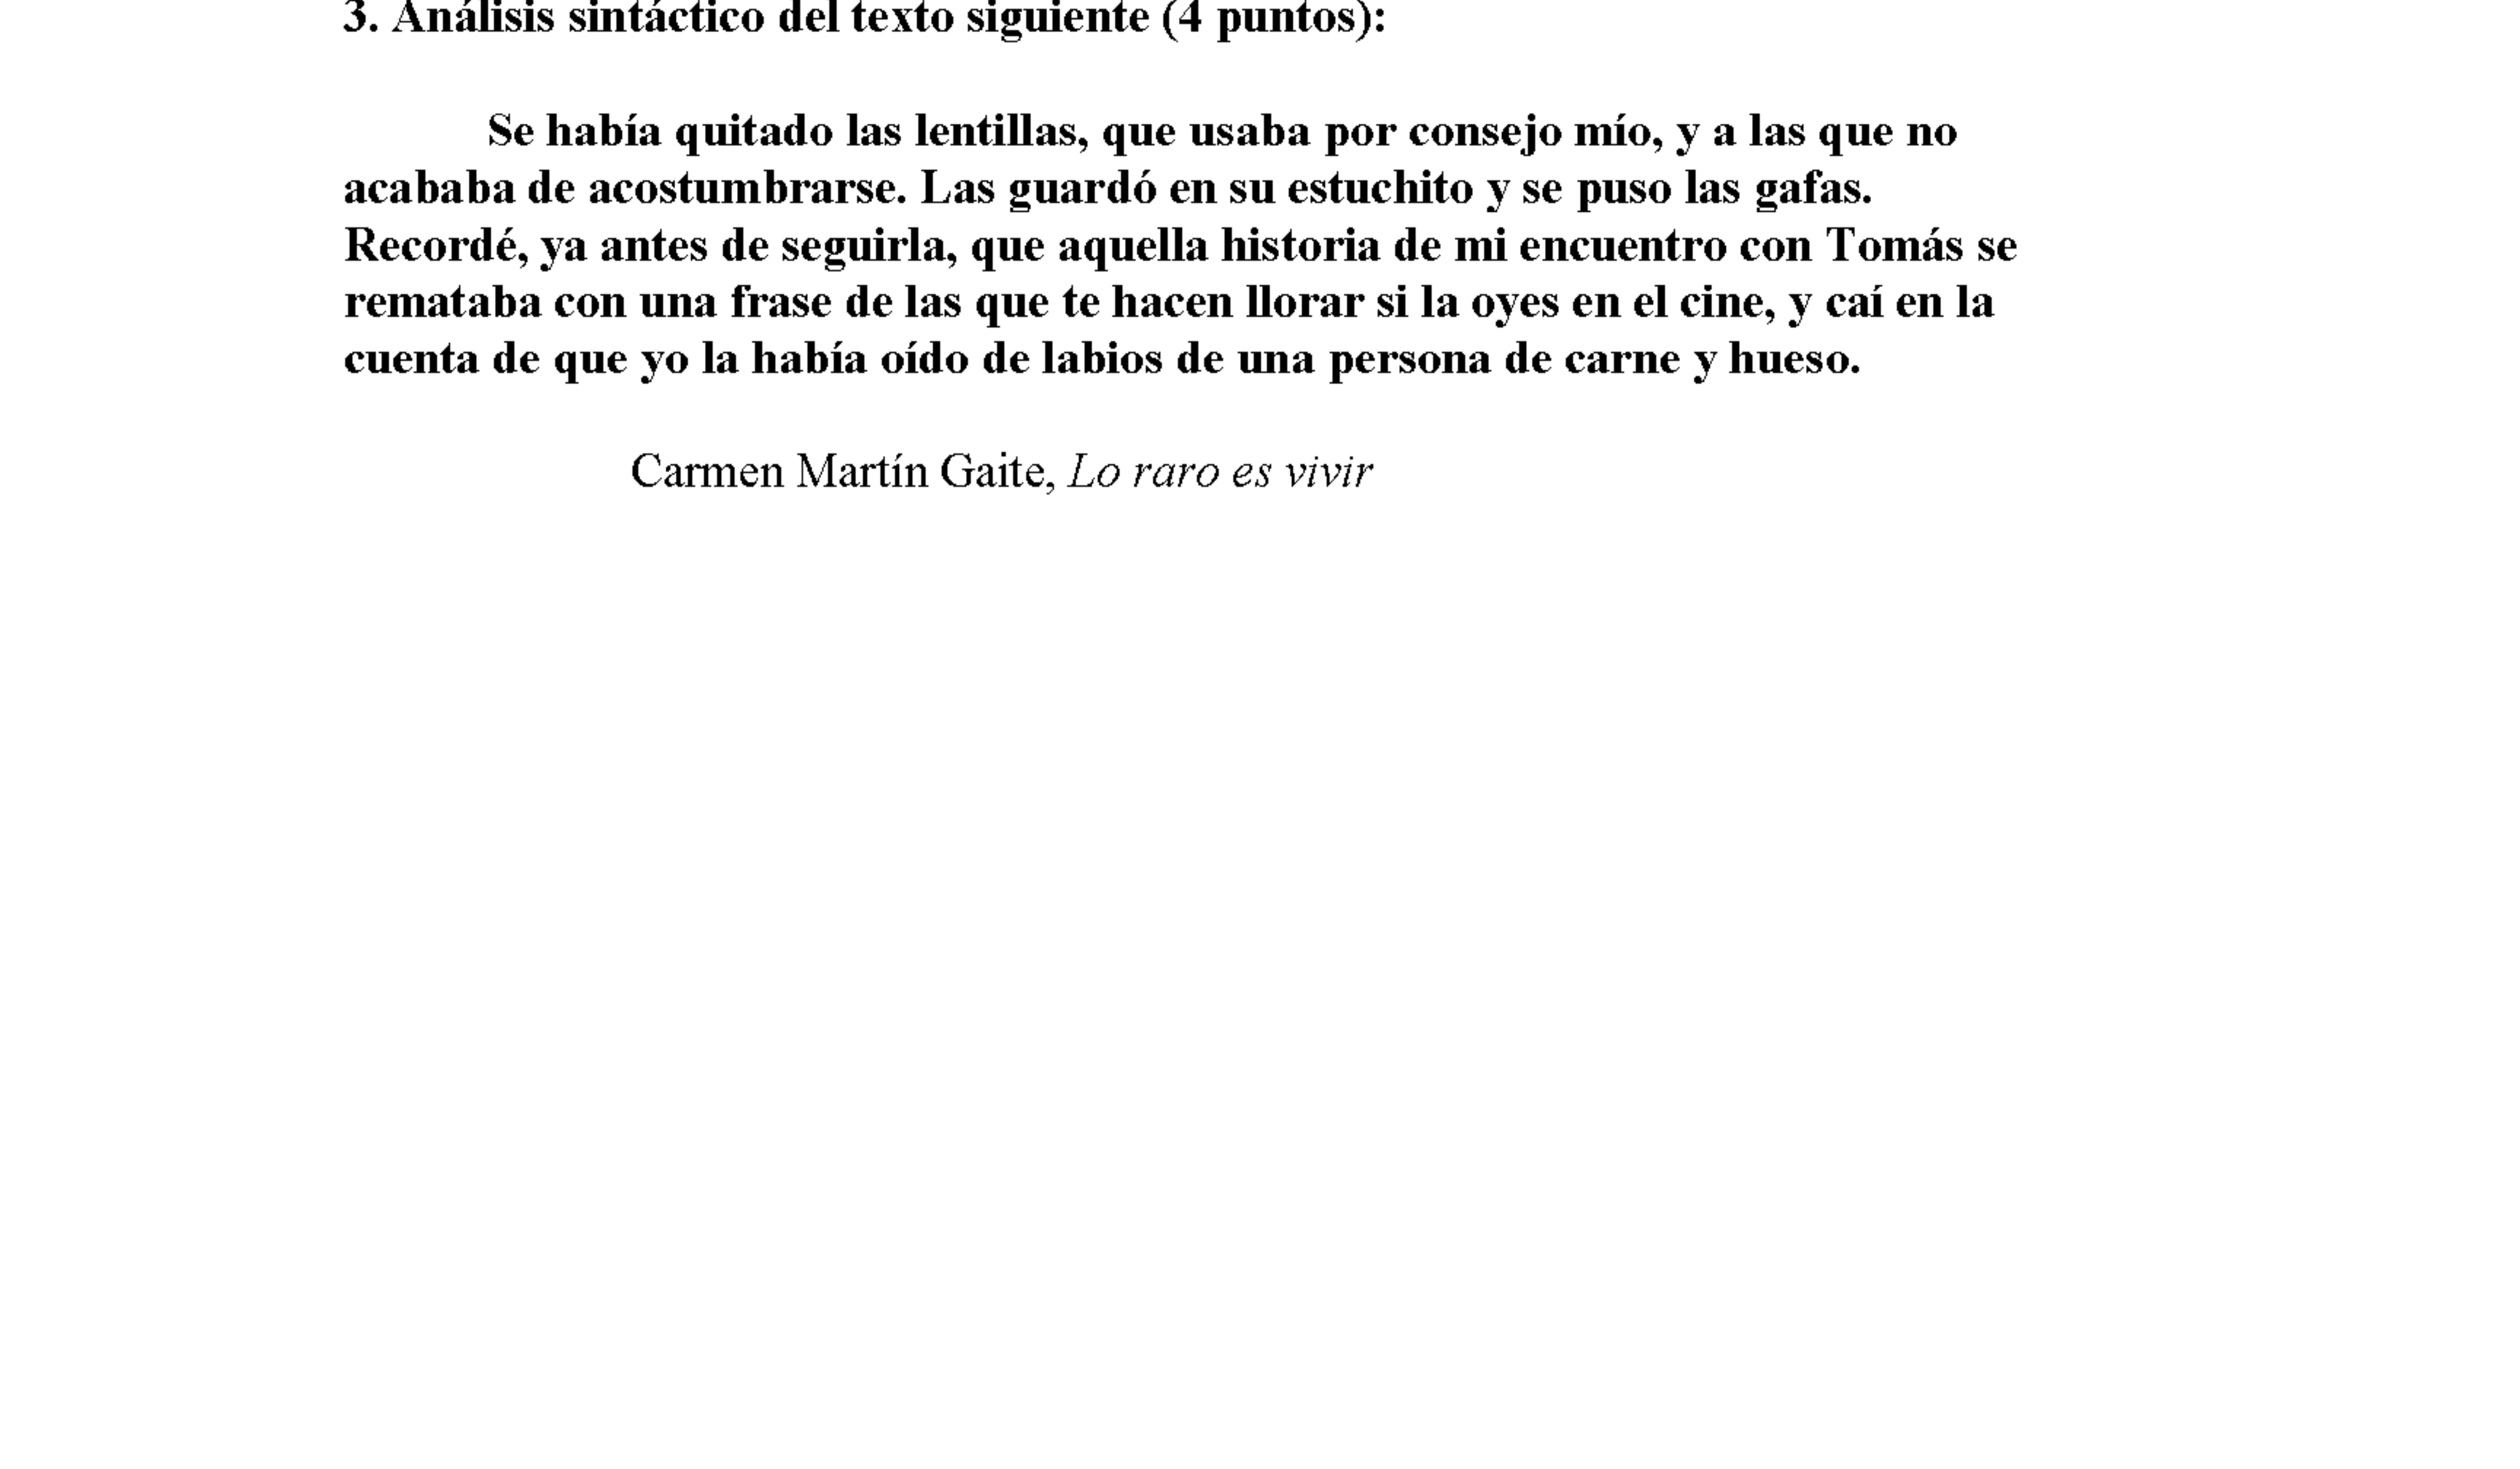 3. Análisis sintáctico del texto siguiente (4 puntos):
Se había quitado las lentillas, que usaba por consejo mío, y a las que no
acababa de acostumbrarse. Las guardó en su estuchito y se puso las gafas.
Recordé, ya antes de seguirla, que aquella historia de mi encuentro con Tomás se
remataba con una frase de las que te hacen llorar si la oyes en el cine, y caí en la
cuenta de que yo la había oído de labios de una persona de carne y hueso.
Carmen Martín Gaite, Lo raro es vivir